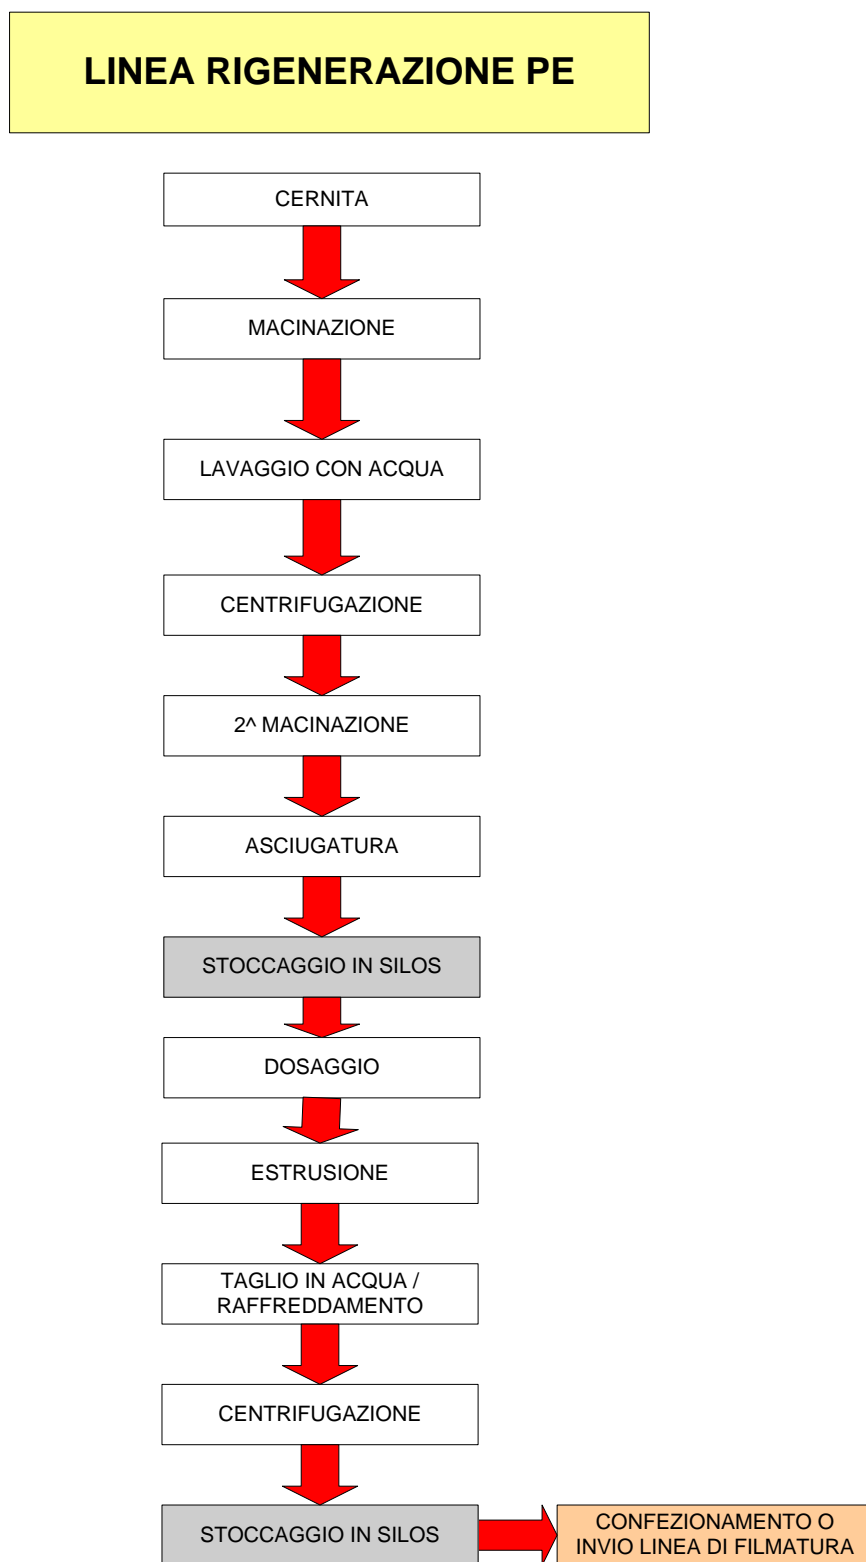 LINEA RIGENERAZIONE PE
CERNITA
MACINAZIONE
LAVAGGIO CON ACQUA
CENTRIFUGAZIONE
2^ MACINAZIONE
ASCIUGATURA
STOCCAGGIO IN SILOS
DOSAGGIO
ESTRUSIONE
TAGLIO IN ACQUA /
RAFFREDDAMENTO
CENTRIFUGAZIONE
STOCCAGGIO IN SILOS
CONFEZIONAMENTO O
INVIO LINEA DI FILMATURA